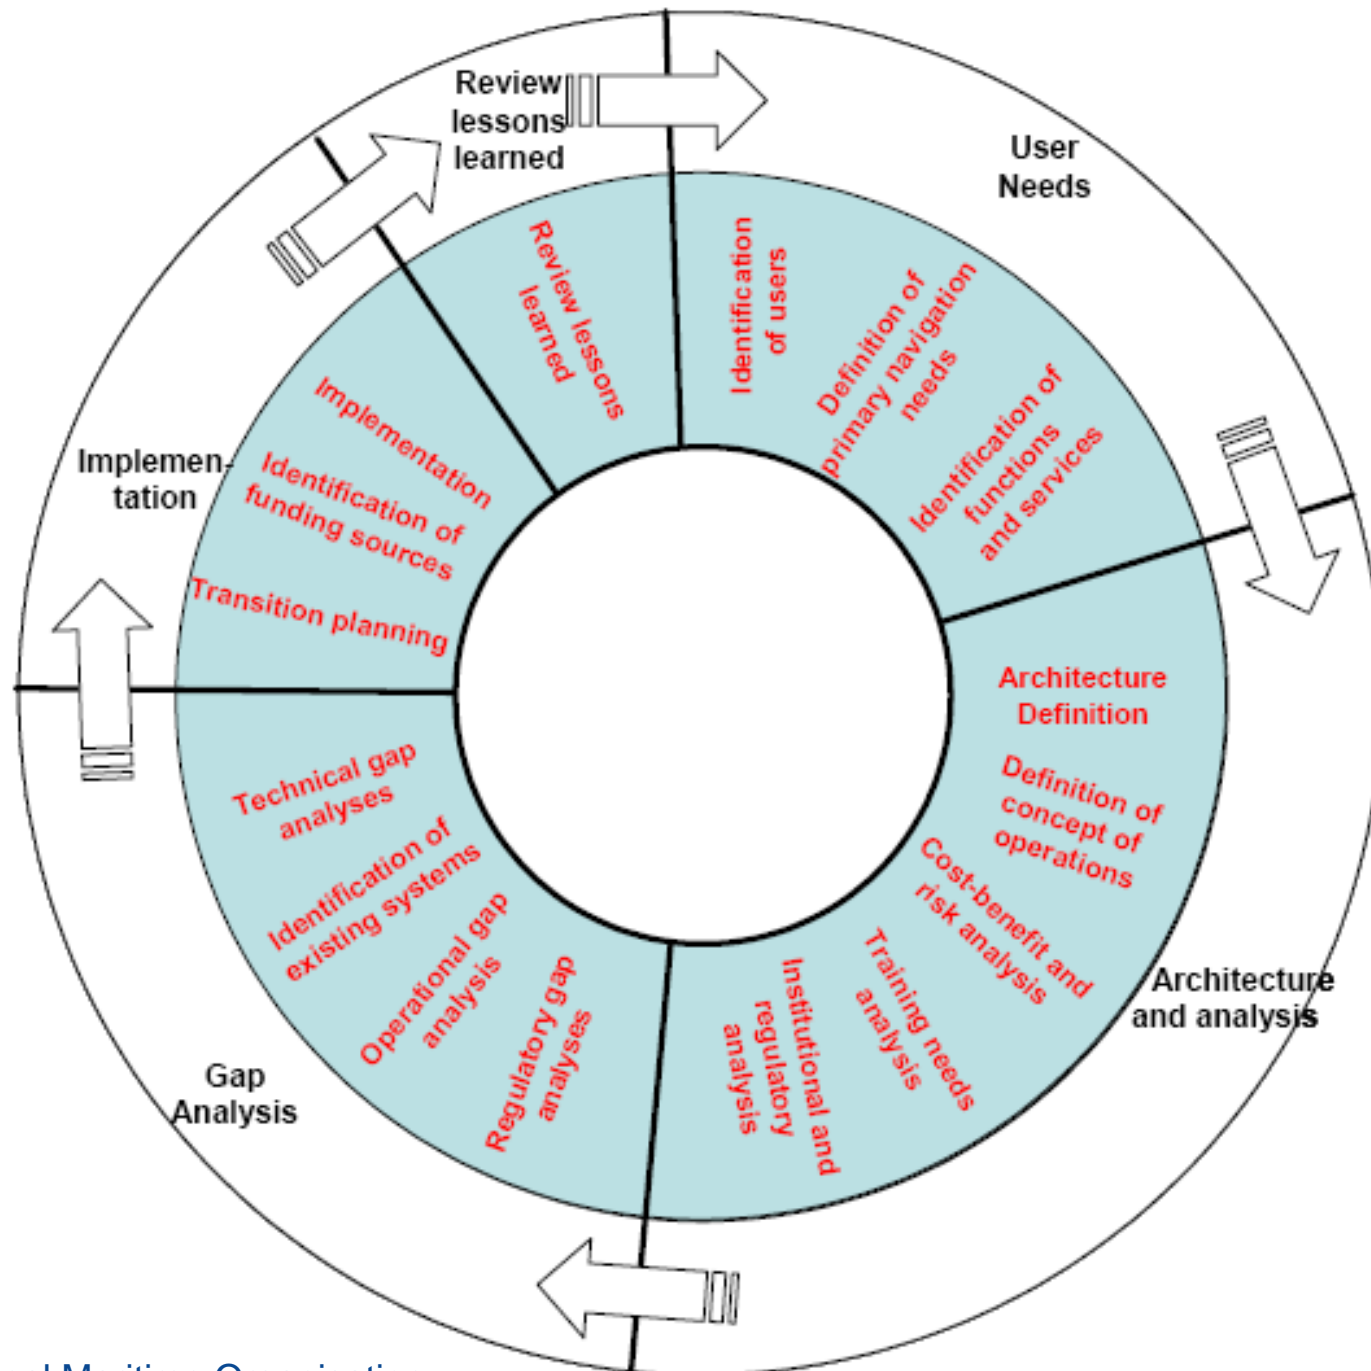 Review
lessons
learned
User
Needs
Identification
of users
Definition of
primary navigation
needs
Identification of
functions
and services
Architecture
Definition
Definition of
concept of
operations
Cost-benefit and
risk analysis
Training needs
analysis
Institutional and
regulatory
analysis
Architecture
and analysis
Regulatory gap
analyses
Operational gap
analysis
Identification of
existing systems
Technical gap
analyses
Gap
Analysis
Transition planning
Identification of
funding sources
Implementation
Implemen-
tation
Review lessons
learned